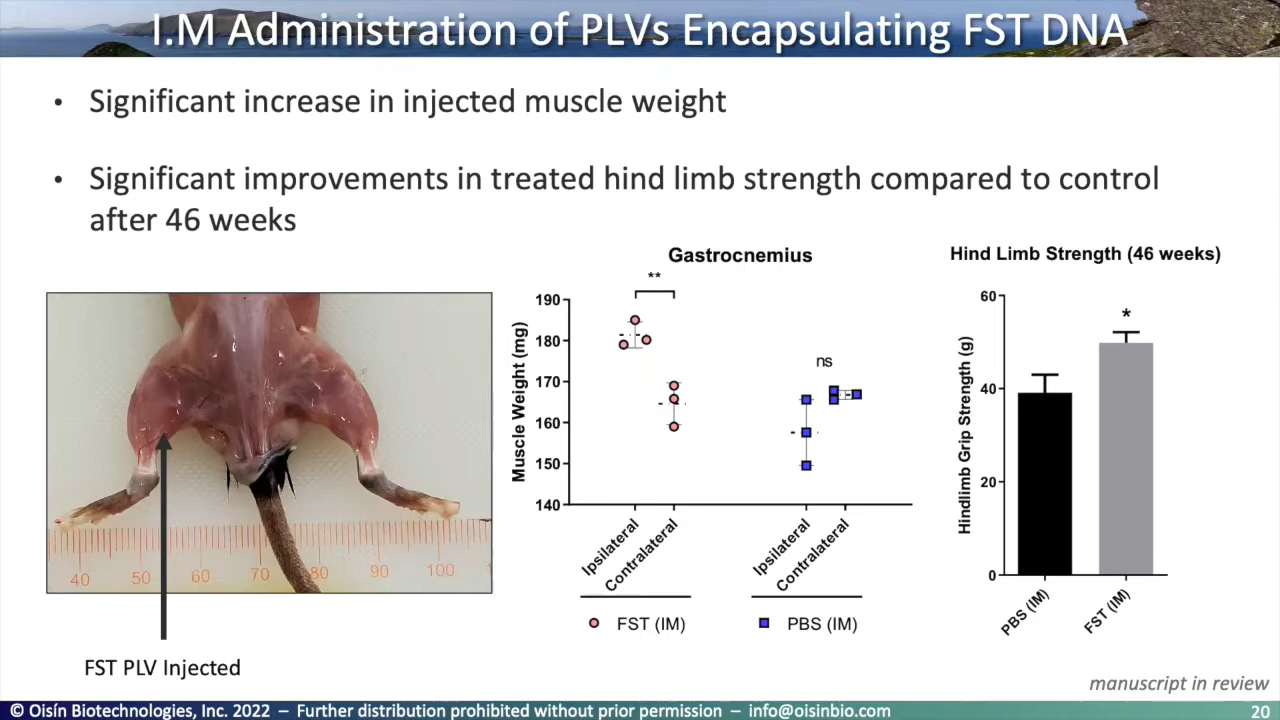 I.M Administration of PLVs Encapsulating FST DNA
• Significant increase in injected muscle weight
• Significant improvements in treated hind limb strength compared to control
after 46 weeks
40 50 60 70 80 90 100
FST PLV Injected
Gastrocnemius
**
ns
Muscle Weight (mg)
190
180
170
160
150
140
Ipsilateral
Contralateral
Ipsilateral
Contralateral
FST (IM)
PBS (IM)
Hind Limb Strength (46 weeks)
*
Hindlimb Grip Strength (g)
60
40
20
0
PBS (IM)
FST (IM)
manuscript in review
© Oisín Biotechnologies, Inc. 2022 – Further distribution prohibited without prior permission – info@oisinbio.com
20